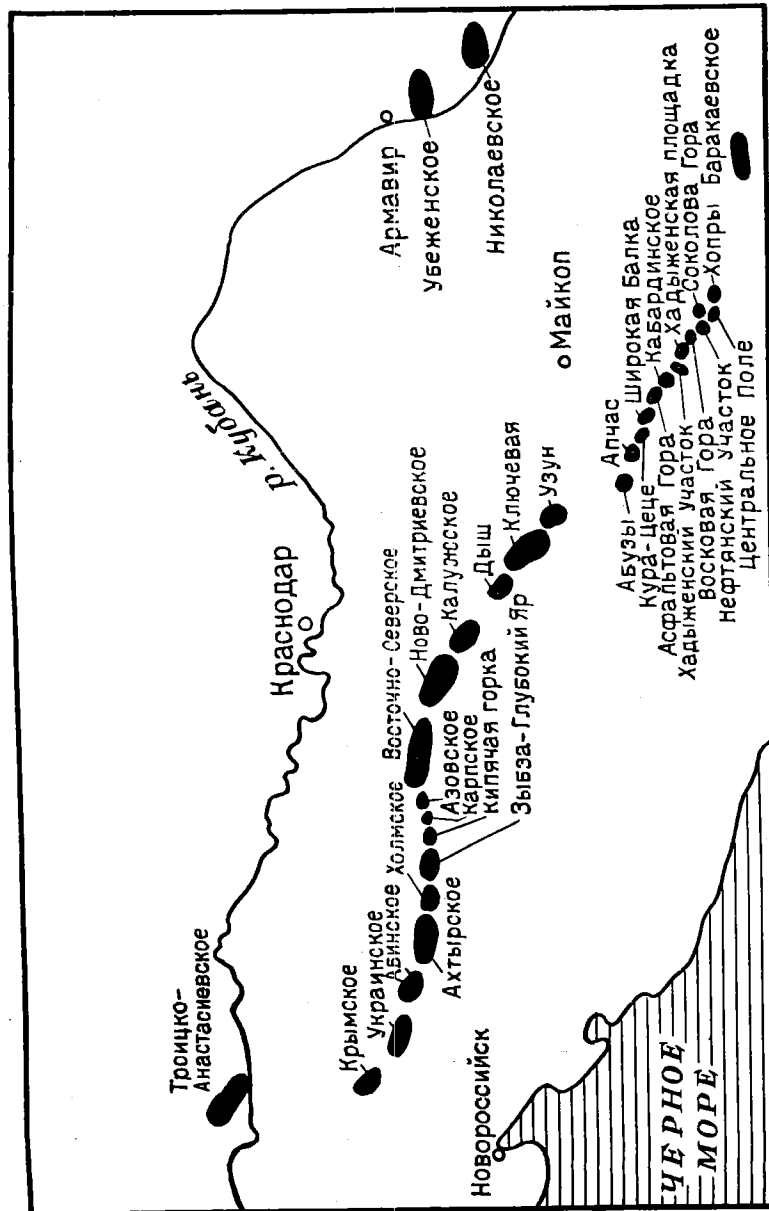 Троицко-
Анастасиевское
р. Кубань
Краснодар
Армавир
Убеженское
Николаевское
Крымское
Украинское
Абинское
Холмское
Восточно-Северское
Ново-Дмитриевское
Калужское
Дыш
Ключевая
Узун
Майкоп
Ахтырское
Азовское
Карпское
Кипячая горка
Зыбза-Глубокий Яр
Новороссийск
Абузы
Апчас
Кура-Цеце
Широкая Балка
Асфальтовая Гора
Кабардинское
Хадыженский Участок
Хадыженская площадка
Восковая Гора
Соколова Гора
Нефтянский Участок
Хопры
Центральное Поле
Баракаевское
ЧЕРНОЕ
МОРЕ